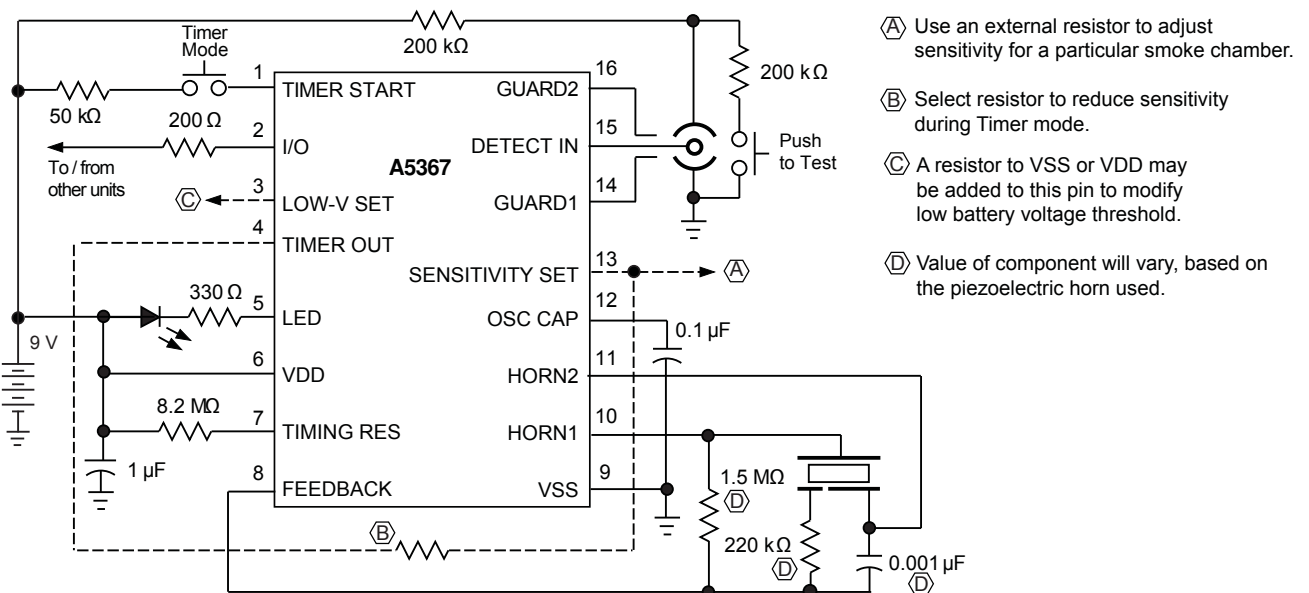 Timer
Mode
200 kΩ
50 kΩ
200 Ω
To / from
other units
1
TIMER START
2
I/O
3
LOW-V SET
C
4
TIMER OUT
5
LED
330 Ω
6
VDD
7
TIMING RES
8.2 MΩ
8
FEEDBACK
9 V
1 µF
A5367
16
GUARD2
15
DETECT IN
14
GUARD1
13
SENSITIVITY SET
A
12
OSC CAP
0.1 µF
11
HORN2
10
HORN1
9
VSS
200 kΩ
Push
to Test
B
1.5 MΩ
D
220 kΩ
D
0.001 µF
D
A Use an external resistor to adjust
sensitivity for a particular smoke chamber.
B Select resistor to reduce sensitivity
during Timer mode.
C A resistor to VSS or VDD may
be added to this pin to modify
low battery voltage threshold.
D Value of component will vary, based on
the piezoelectric horn used.